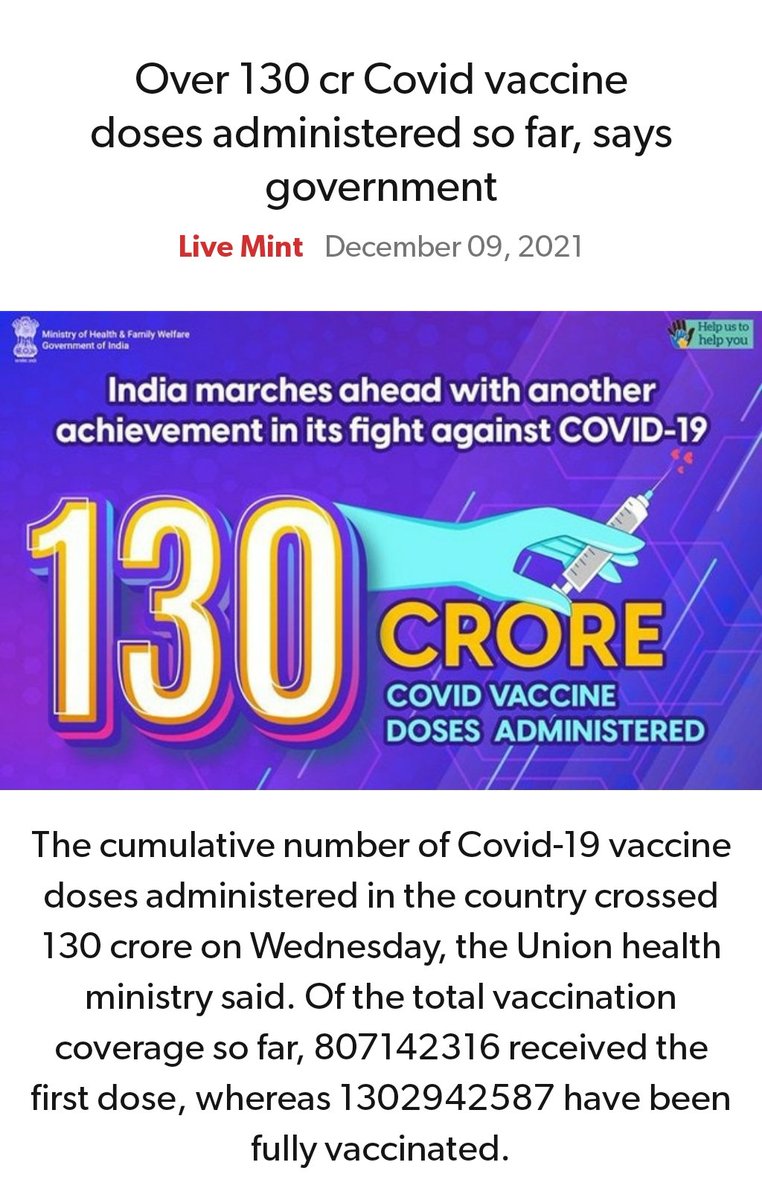 Over 130 cr Covid vaccine
doses administered so far, says
government
Live Mint December 09, 2021
Ministry of Health & Family Welfare
Government of India
Help us to
help you
India marches ahead with another
achievement in its fight against COVID-19
130
CRORE
COVID VACCINE
DOSES ADMINISTERED
The cumulative number of Covid-19 vaccine
doses administered in the country crossed
130 crore on Wednesday, the Union health
ministry said. Of the total vaccination
coverage so far, 807142316 received the
first dose, whereas 1302942587 have been
fully vaccinated.